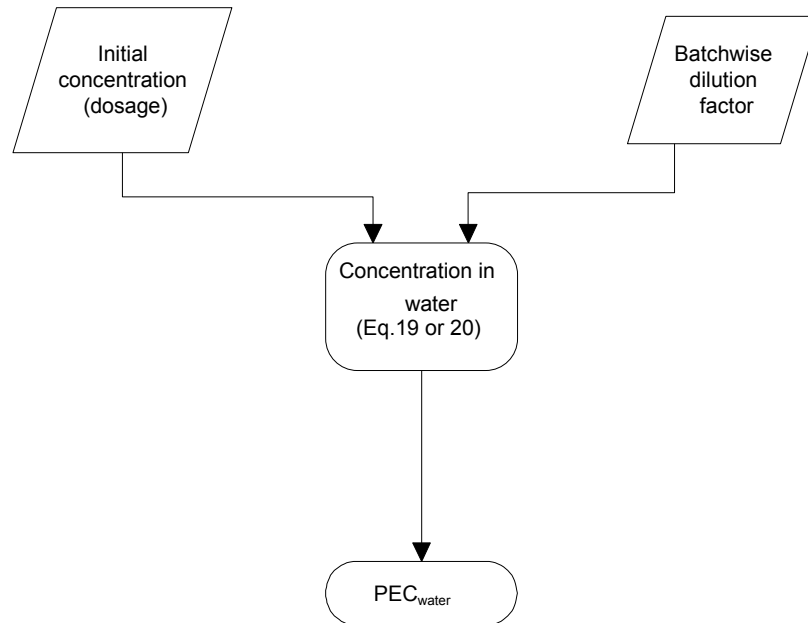 Initial
concentration
(dosage)
Batchwise
dilution
factor
Concentration in
water
(Eq.19 or 20)
PECwater